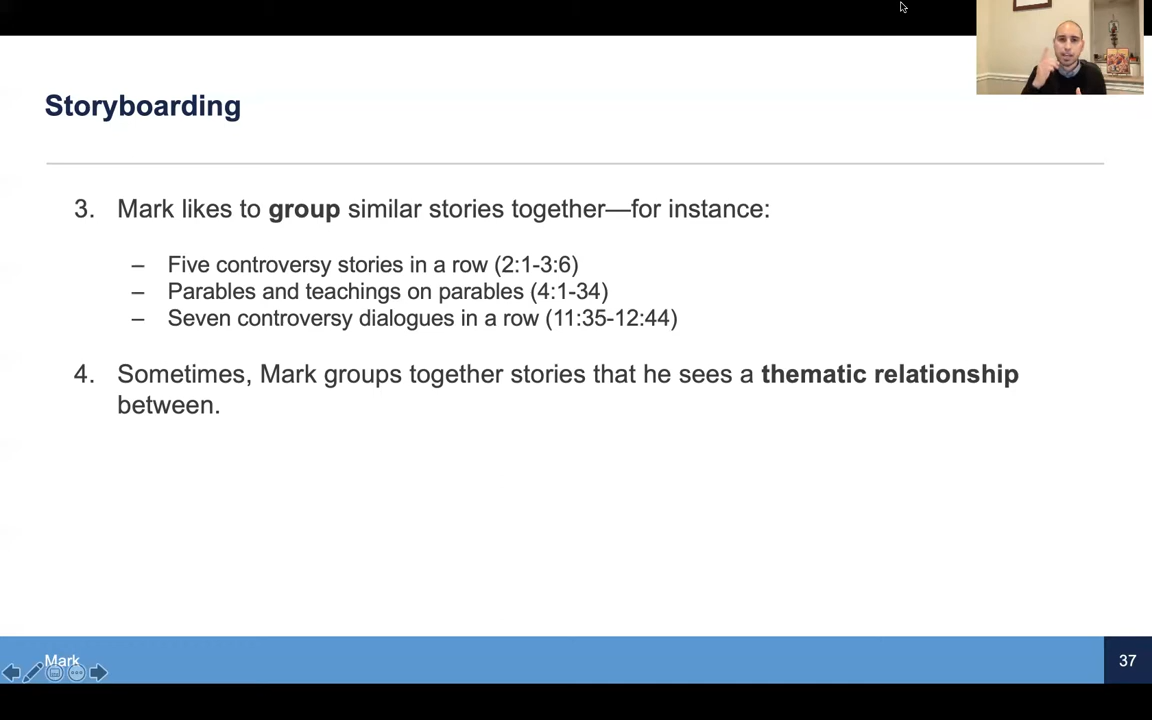 Storyboarding
3. Mark likes to group similar stories together—for instance:
– Five controversy stories in a row (2:1-3:6)
– Parables and teachings on parables (4:1-34)
– Seven controversy dialogues in a row (11:35-12:44)
4. Sometimes, Mark groups together stories that he sees a thematic relationship
between.
Mark
37